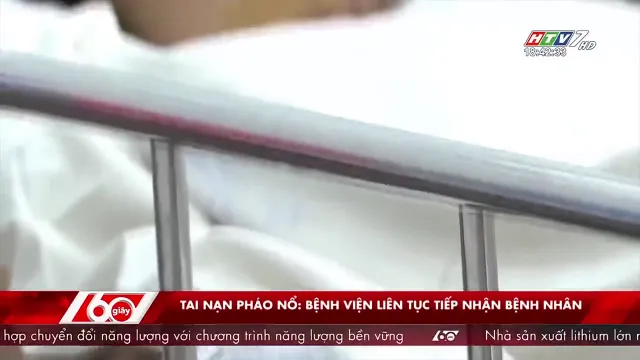 HTV7 HD
18:42:33
TAI NẠN PHÁO NỔ: BỆNH VIỆN LIÊN TỤC TIẾP NHẬN BỆNH NHÂN
60 giây
hợp chuyển đổi năng lượng với chương trình năng lượng bền vững 60 Nhà sản xuất lithium lớn n